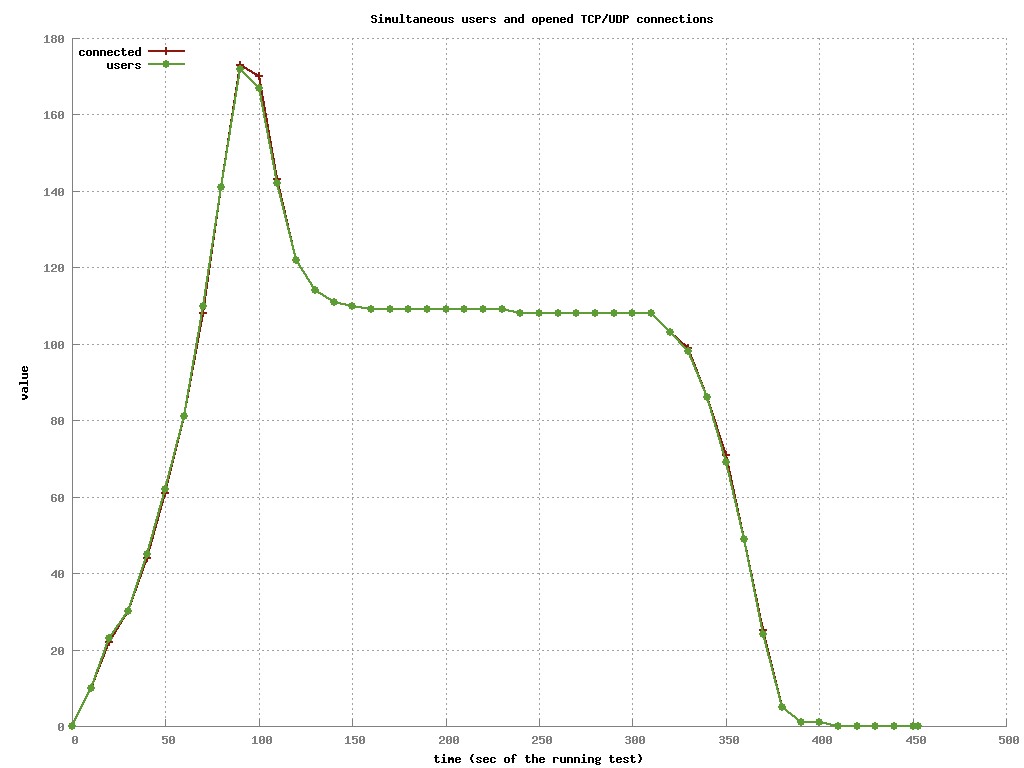 Simultaneous users and opened TCP/UDP connections
180
160
140
120
100
80
60
40
20
0
connected
users
value
0 50 100 150 200 250 300 350 400 450 500
time (sec of the running test)